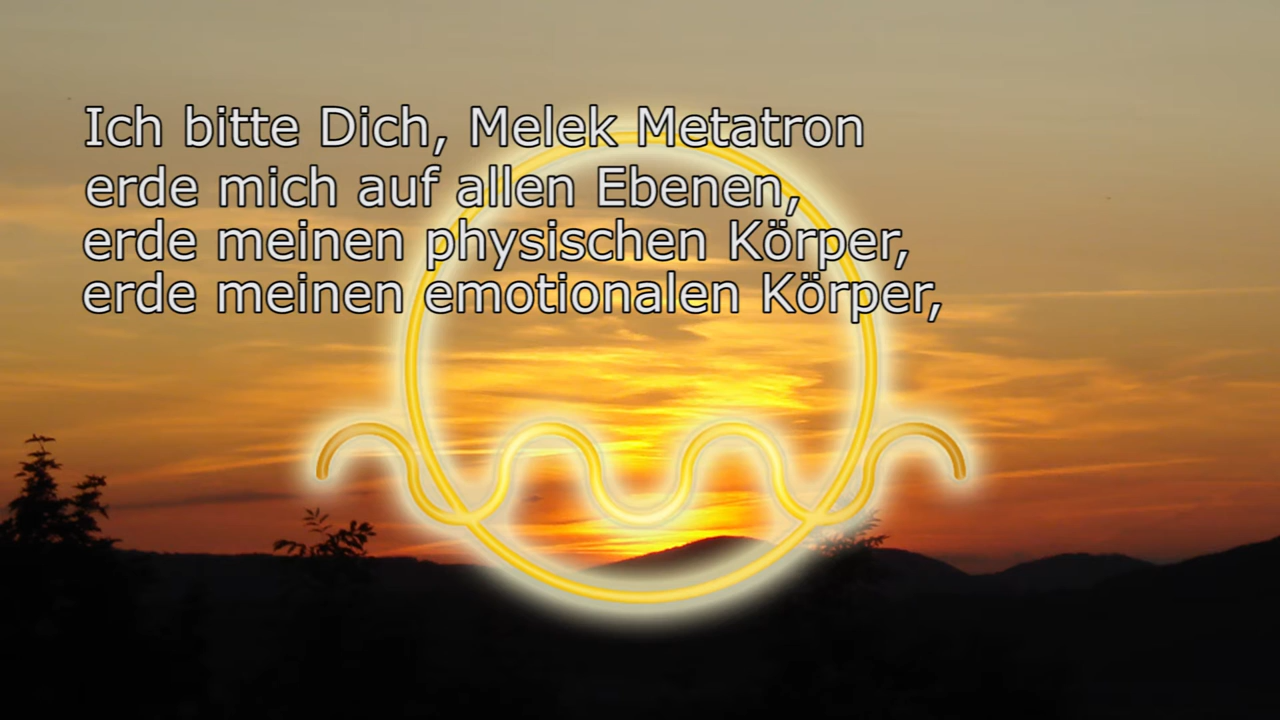 Ich bitte Dich, Melek Metatron
erde mich auf allen Ebenen,
erde meinen physischen Körper,
erde meinen emotionalen Körper,